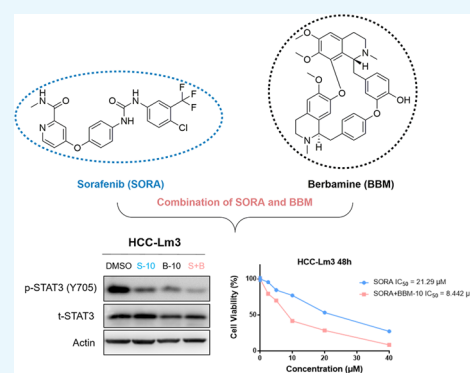 Sorafenib (SORA)
Berbamine (BBM)
Combination of SORA and BBM
HCC-Lm3
DMSO S-10 B-10 S+B
p-STAT3 (Y705)
t-STAT3
Actin
HCC-Lm3 48h
SORA IC50 = 21.29 μM
SORA+BBM-10 IC50 = 8.442 μ
Cell Viability (%)
100
50
0
0 10 20 30 40
Concentration (μM)
H
N
O
N
O
H
N
O
N
H
F
F
F
Cl
O
O
N
H
O
O
OH
O
N
H